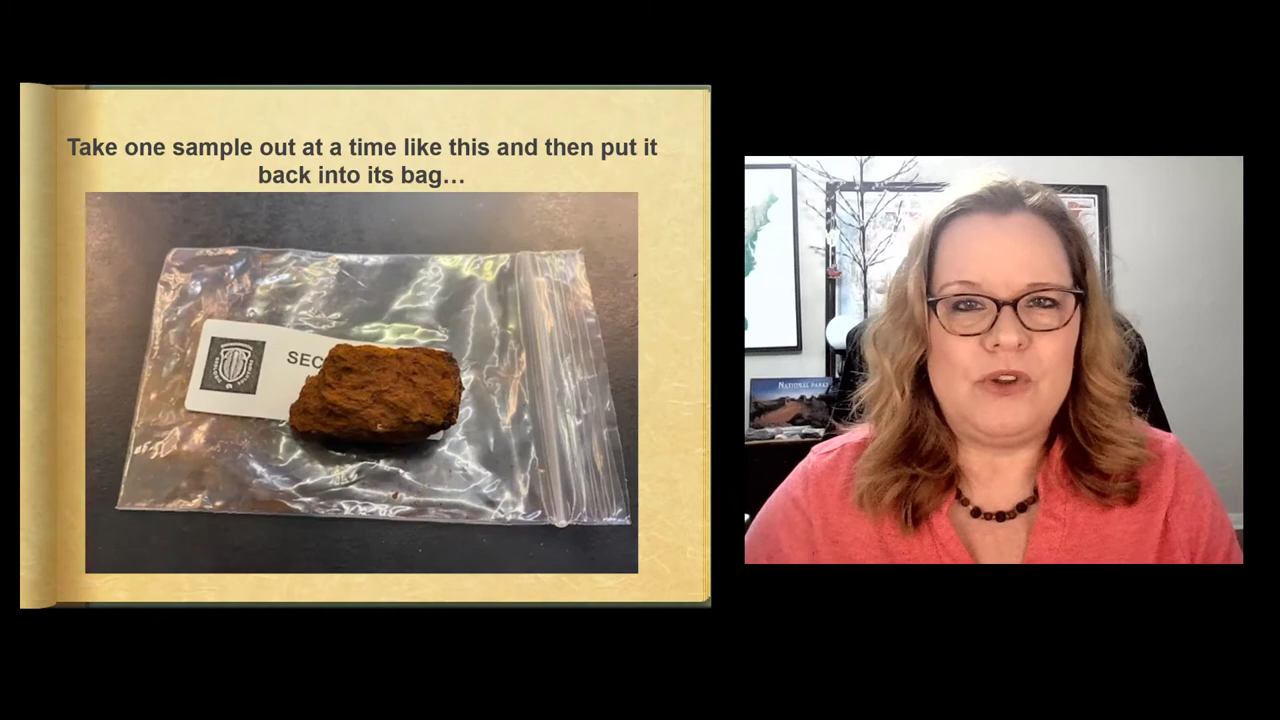 Take one sample out at a time like this and then put it
back into its bag…
SEC
NATIONAL PARKS